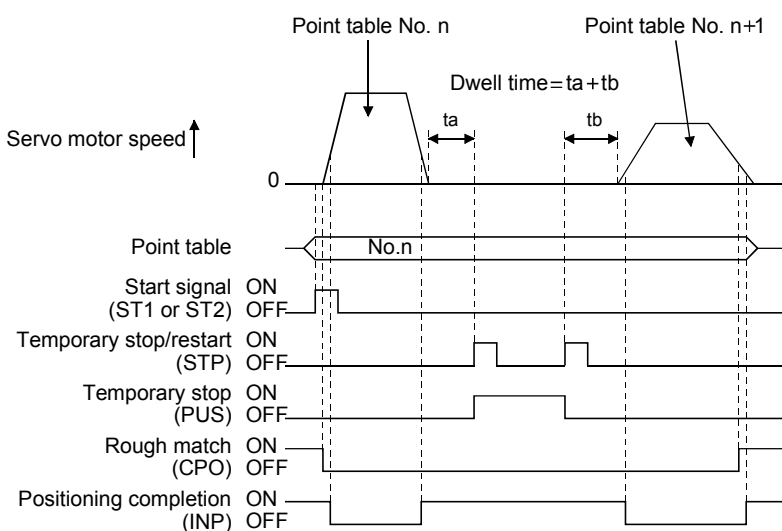 Point table No. n
Point table No. n+1
Dwell time=ta+tb
ta
tb
Servo motor speed
0
Point table
No.n
Start signal ON
(ST1 or ST2) OFF
Temporary stop/restart ON
(STP) OFF
Temporary stop ON
(PUS) OFF
Rough match ON
(CPO) OFF
Positioning completion ON
(INP) OFF